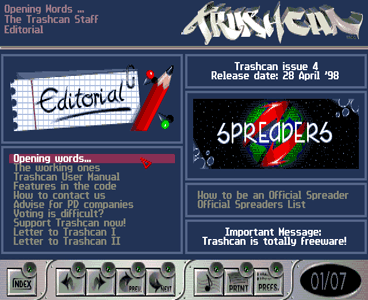 Opening Words ...
The Trashcan Staff
Editorial
TRASHCAN
Editorial
Trashcan issue 4
Release date: 28 April '98
SPREADERS
Opening words...
The working ones
Trashcan User Manual
Features in the code
How to contact us
Advise for PD companies
Voting is difficult?
Support Trashcan now!
Letter to Trashcan I
Letter to Trashcan II
How to be an Official Spreader
Official Spreaders List
Important Message:
Trashcan is totally freeware!
INDEX
PREV.
NEXT
PRINT
PREFS.
01/07